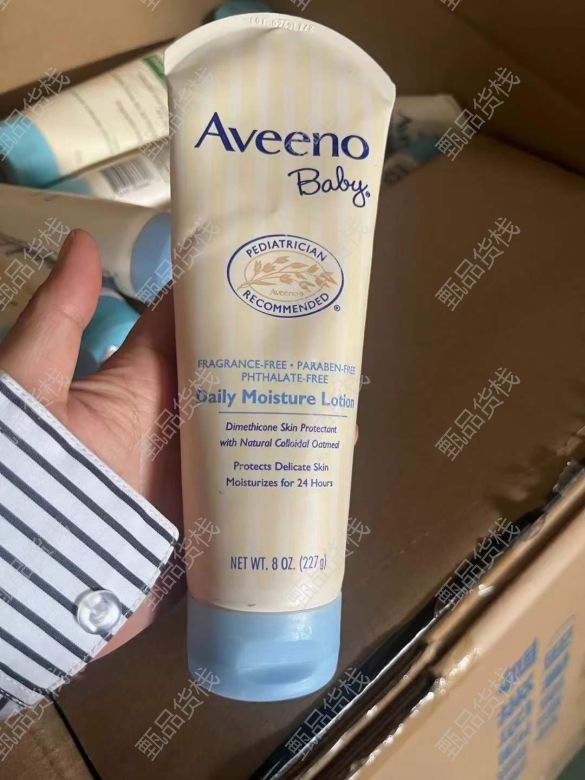 Aveeno
Baby®
PEDIATRICIAN
Aveeno®
RECOMMENDED®
FRAGRANCE-FREE • PARABEN-FREE
PHTHALATE-FREE
Daily Moisture Lotion
Dimethicone Skin Protectant
with Natural Colloidal Oatmeal
Protects Delicate Skin
Moisturizes for 24 Hours
NET WT. 8 OZ. (227g)
甄品货栈